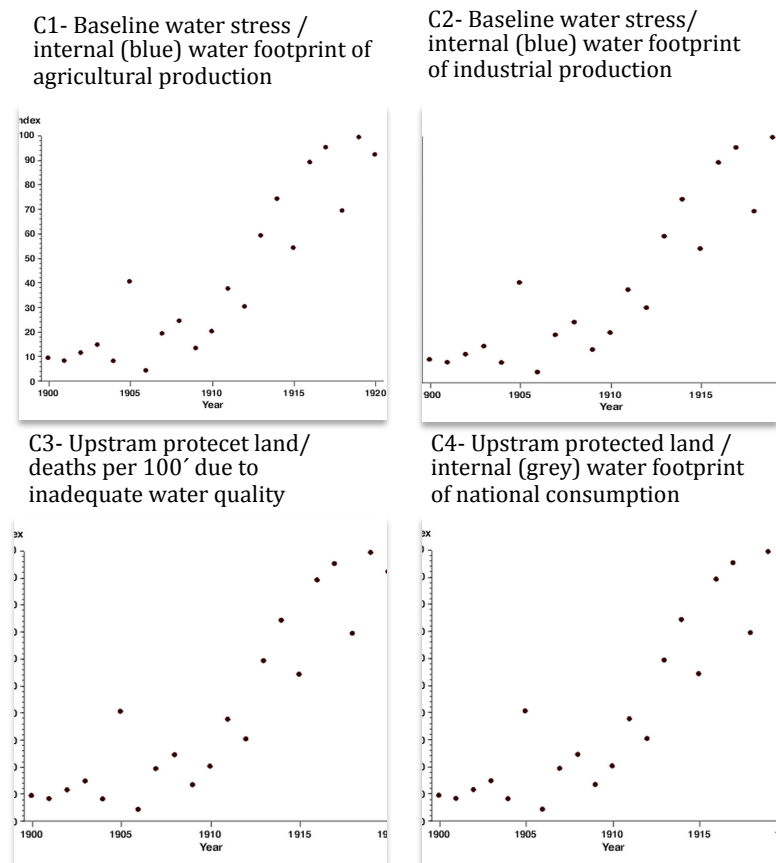 C1- Baseline water stress /
internal (blue) water footprint of
agricultural production
C2- Baseline water stress/
internal (blue) water footprint
of industrial production
ndex
100
90
80
70
60
50
40
30
20
10
0
1900 1905 1910 1915 1920
Year
900 1905 1910 1915
Year
C3- Upstram protecet land/
deaths per 100´ due to
inadequate water quality
C4- Upstram protected land /
internal (grey) water footprint
of national consumption
ex
1900 1905 1910 1915
Year
ex
1900 1905 1910 1915
Year